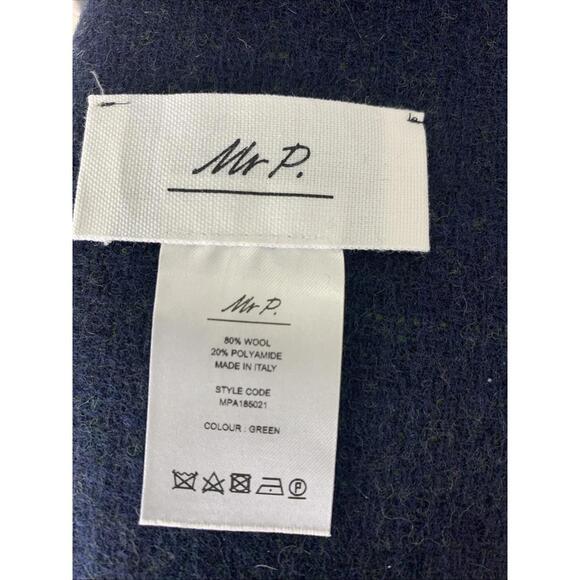 Mr P.
Mr P.
80% WOOL
20% POLYAMIDE
MADE IN ITALY
STYLE CODE
MPA185021
COLOUR : GREEN
P